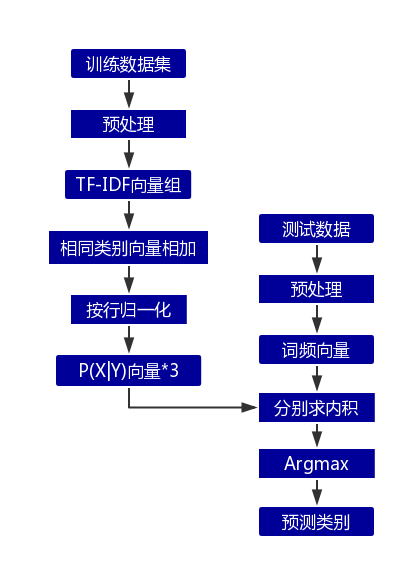 训练数据集
预处理
TF-IDF向量组
相同类别向量相加
按行归一化
P(X|Y)向量*3
测试数据
预处理
词频向量
分别求内积
Argmax
预测类别